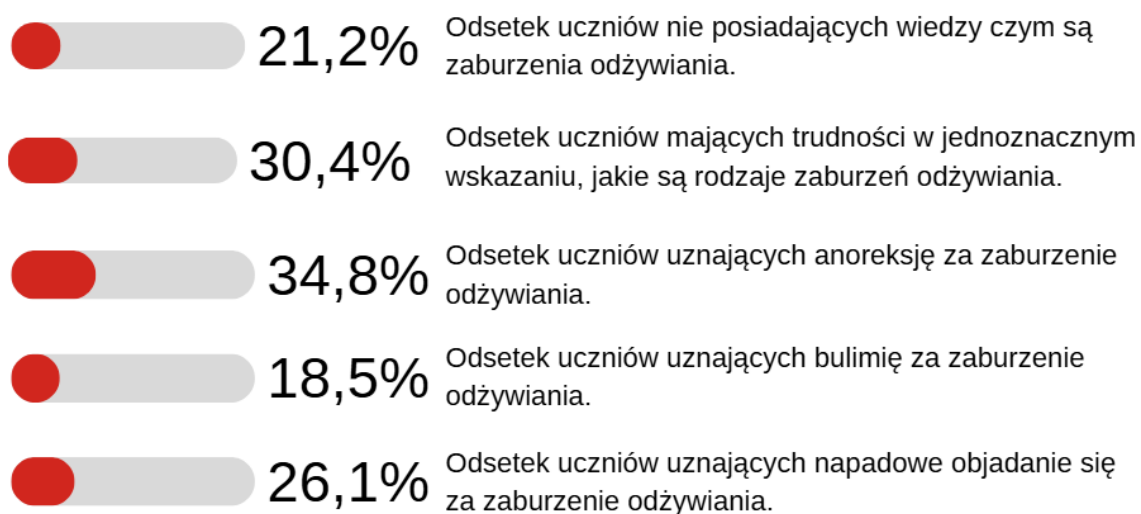 21,2%
Odsetek uczniów nie posiadających wiedzy czym są
zaburzenia odżywiania.
30,4%
Odsetek uczniów mających trudności w jednoznacznym
wskazaniu, jakie są rodzaje zaburzeń odżywiania.
34,8%
Odsetek uczniów uznających anoreksję za zaburzenie
odżywiania.
18,5%
Odsetek uczniów uznających bulimię za zaburzenie
odżywiania.
26,1%
Odsetek uczniów uznających napadowe objadanie się
za zaburzenie odżywiania.